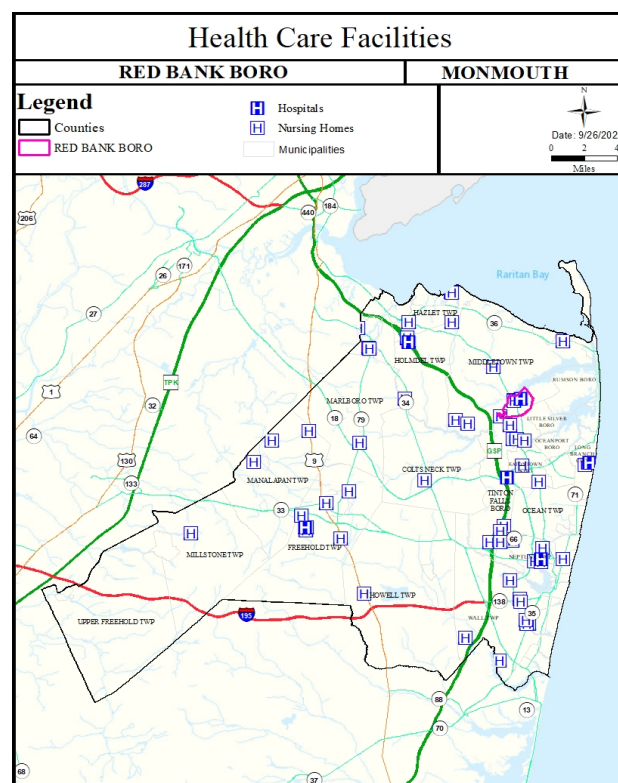 Health Care Facilities
RED BANK BORO
MONMOUTH
Legend
Counties
RED BANK BORO
H Hospitals
H Nursing Homes
Municipalities
N
Date: 9/26/202
0 2 4
Miles
287
206
440
184
Raritan Bay
171
26
27
HAZLET TWP
36
HOLMDEL TWP
MIDDLETOWN TWP
TPK
1
RUMSON BORO
32
MARLBORO TWP
34
18
79
LITTLE SILVER
BORO
64
OCEANPORT
BORO
LONG
BRANCH
GSP
130
9
133
MANALAPAN TWP
COLTS NECK TWP
71
TINTON
FALLS
BORO
OCEAN TWP
33
MILLSTONE TWP
FREEHOLD TWP
66
HOWELL TWP
138
35
195
UPPER FREEHOLD TWP
WALL TWP
88
13
70
68
37